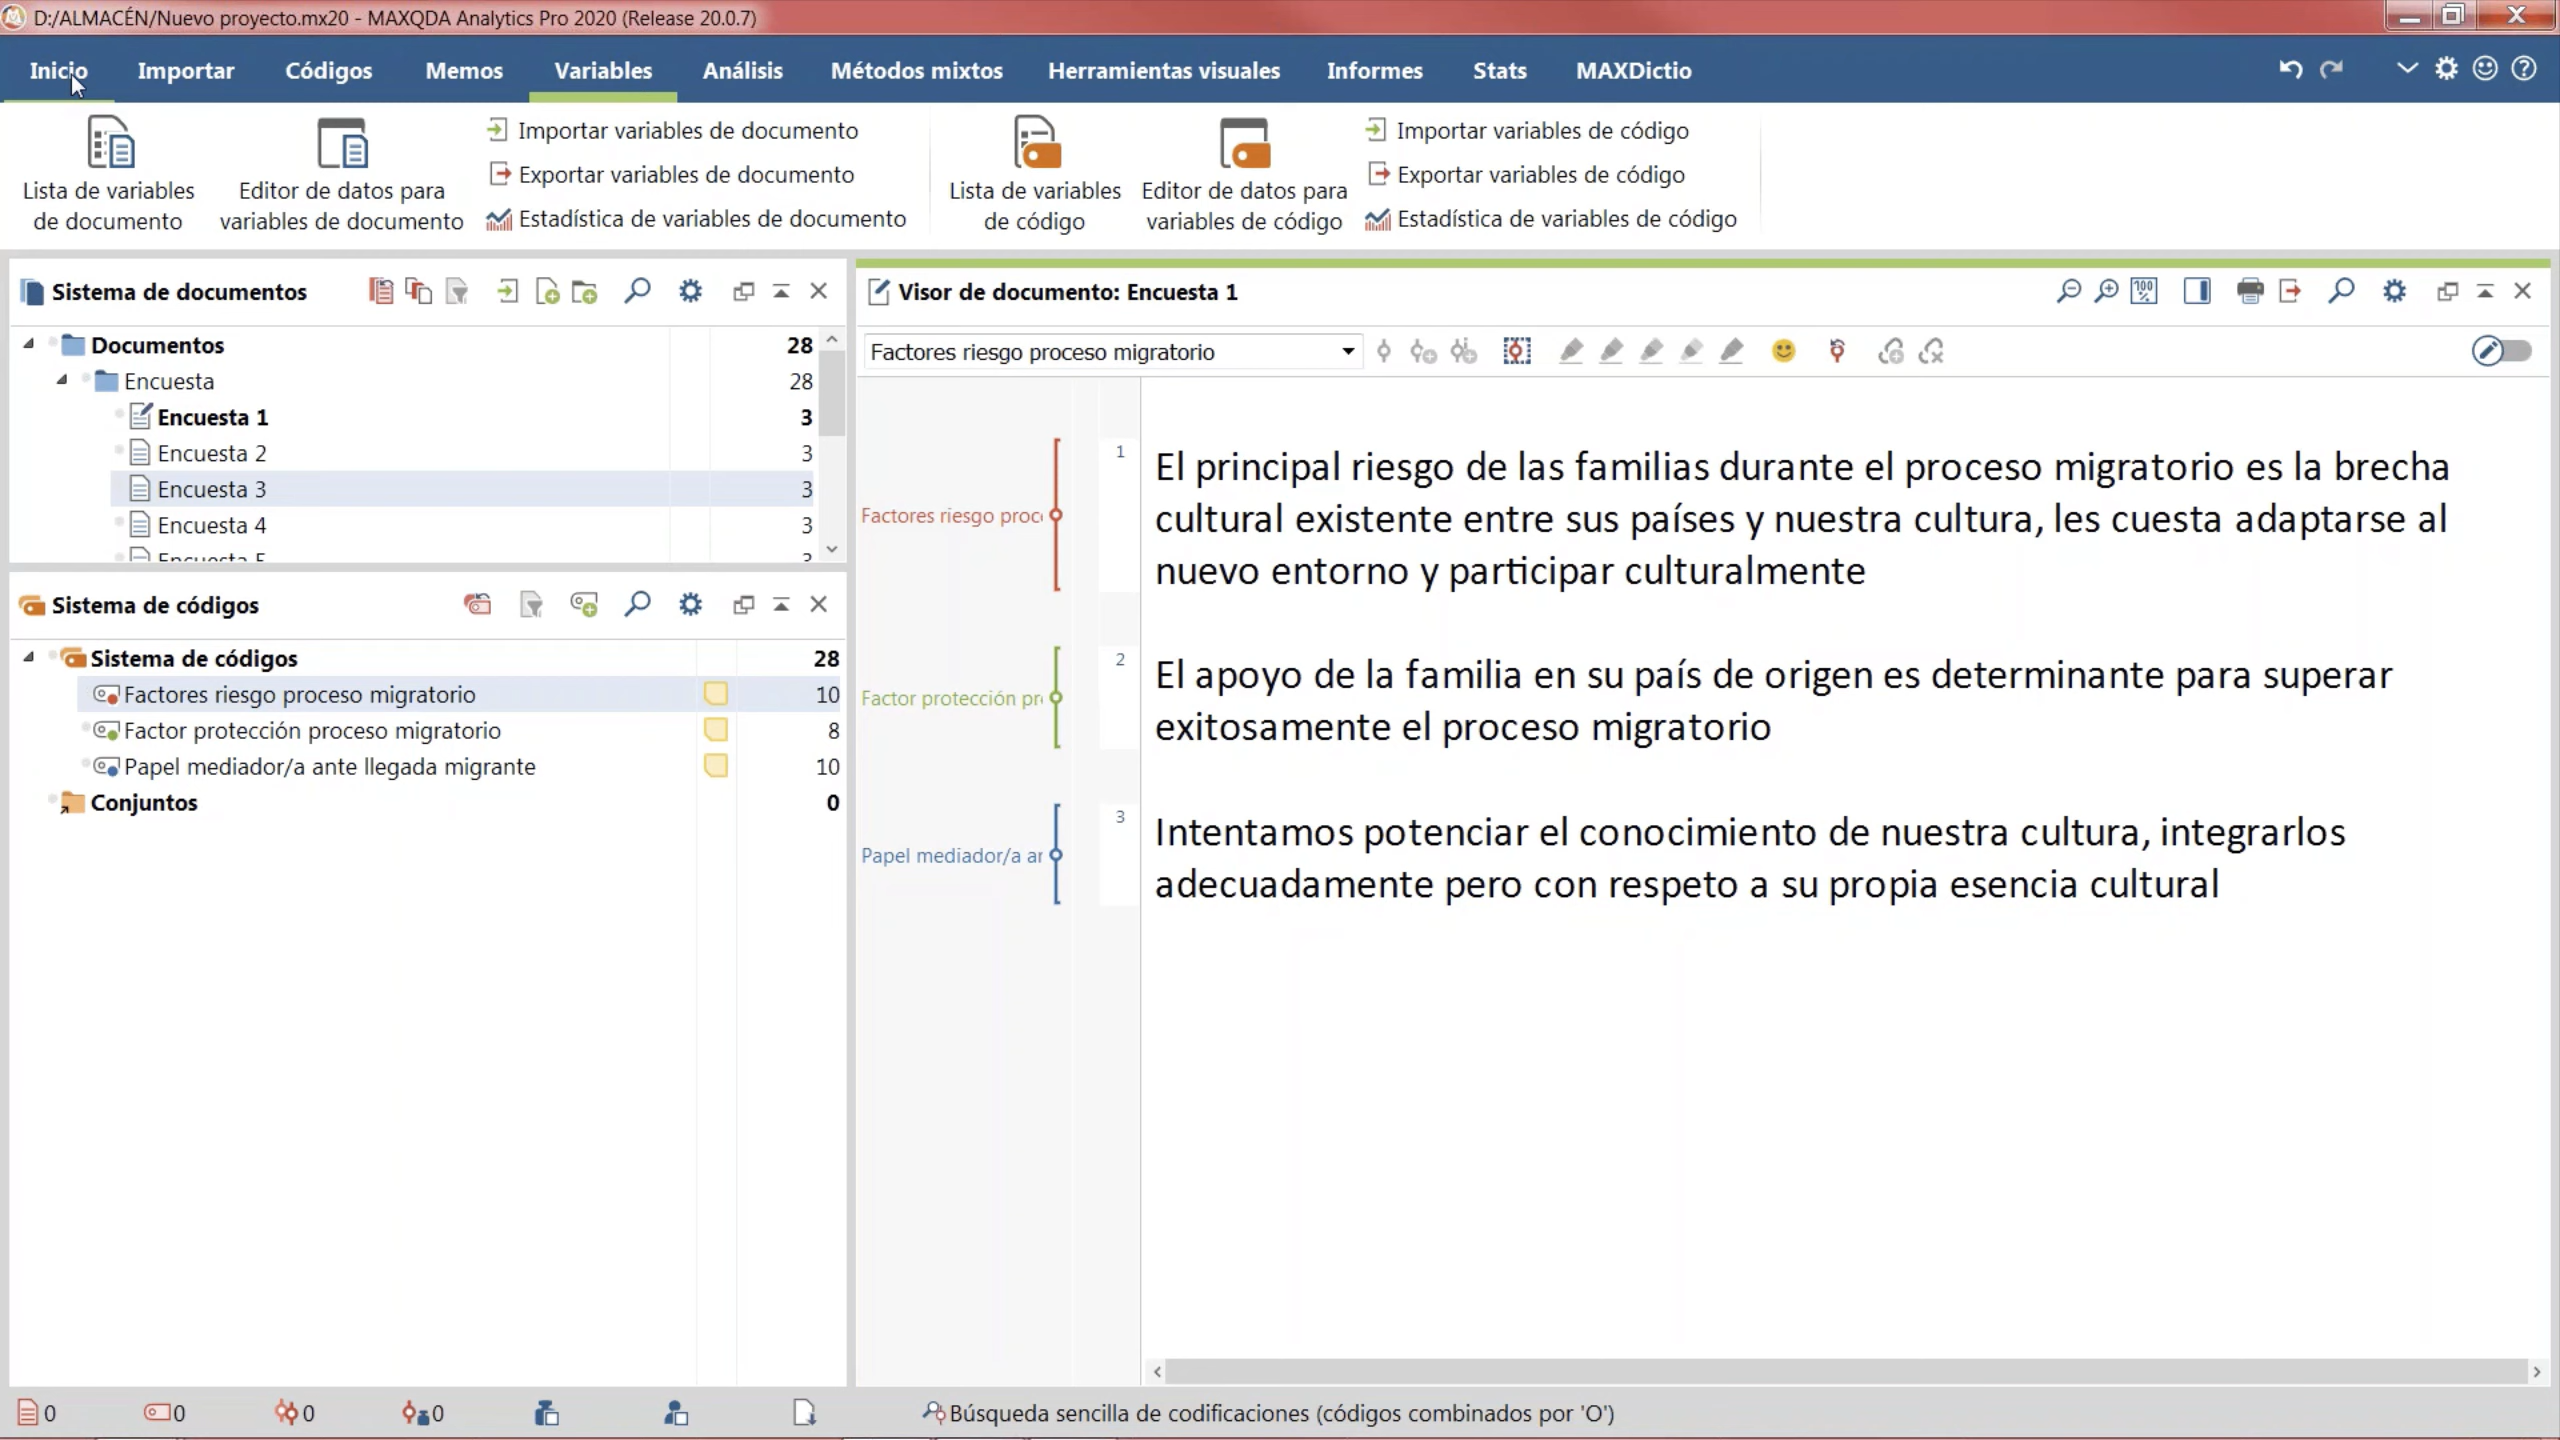 D:/ALMACÉN/Nuevo proyecto.mx20 - MAXQDA Analytics Pro 2020 (Release 20.0.7)
Inicio Importar Códigos Memos Variables Análisis Métodos mixtos Herramientas visuales Informes Stats MAXDictio
Lista de variables de documento
Editor de datos para variables de documento
Importar variables de documento
Exportar variables de documento
Estadística de variables de documento
Lista de variables de código
Editor de datos para variables de código
Importar variables de código
Exportar variables de código
Estadística de variables de código
Sistema de documentos
Documentos 28
Encuesta 28
Encuesta 1 3
Encuesta 2 3
Encuesta 3 3
Encuesta 4 3
Encuesta 5 3
Sistema de códigos
Sistema de códigos 28
Factores riesgo proceso migratorio 10
Factor protección proceso migratorio 8
Papel mediador/a ante llegada migrante 10
Conjuntos 0
Visor de documento: Encuesta 1
100 %
Factores riesgo proceso migratorio
Factores riesgo proc
1
El principal riesgo de las familias durante el proceso migratorio es la brecha
cultural existente entre sus países y nuestra cultura, les cuesta adaptarse al
nuevo entorno y participar culturalmente
Factor protección pr
2
El apoyo de la familia en su país de origen es determinante para superar
exitosamente el proceso migratorio
Papel mediador/a ar
3
Intentamos potenciar el conocimiento de nuestra cultura, integrarlos
adecuadamente pero con respeto a su propia esencia cultural
0 0 0 0
Búsqueda sencilla de codificaciones (códigos combinados por 'O')